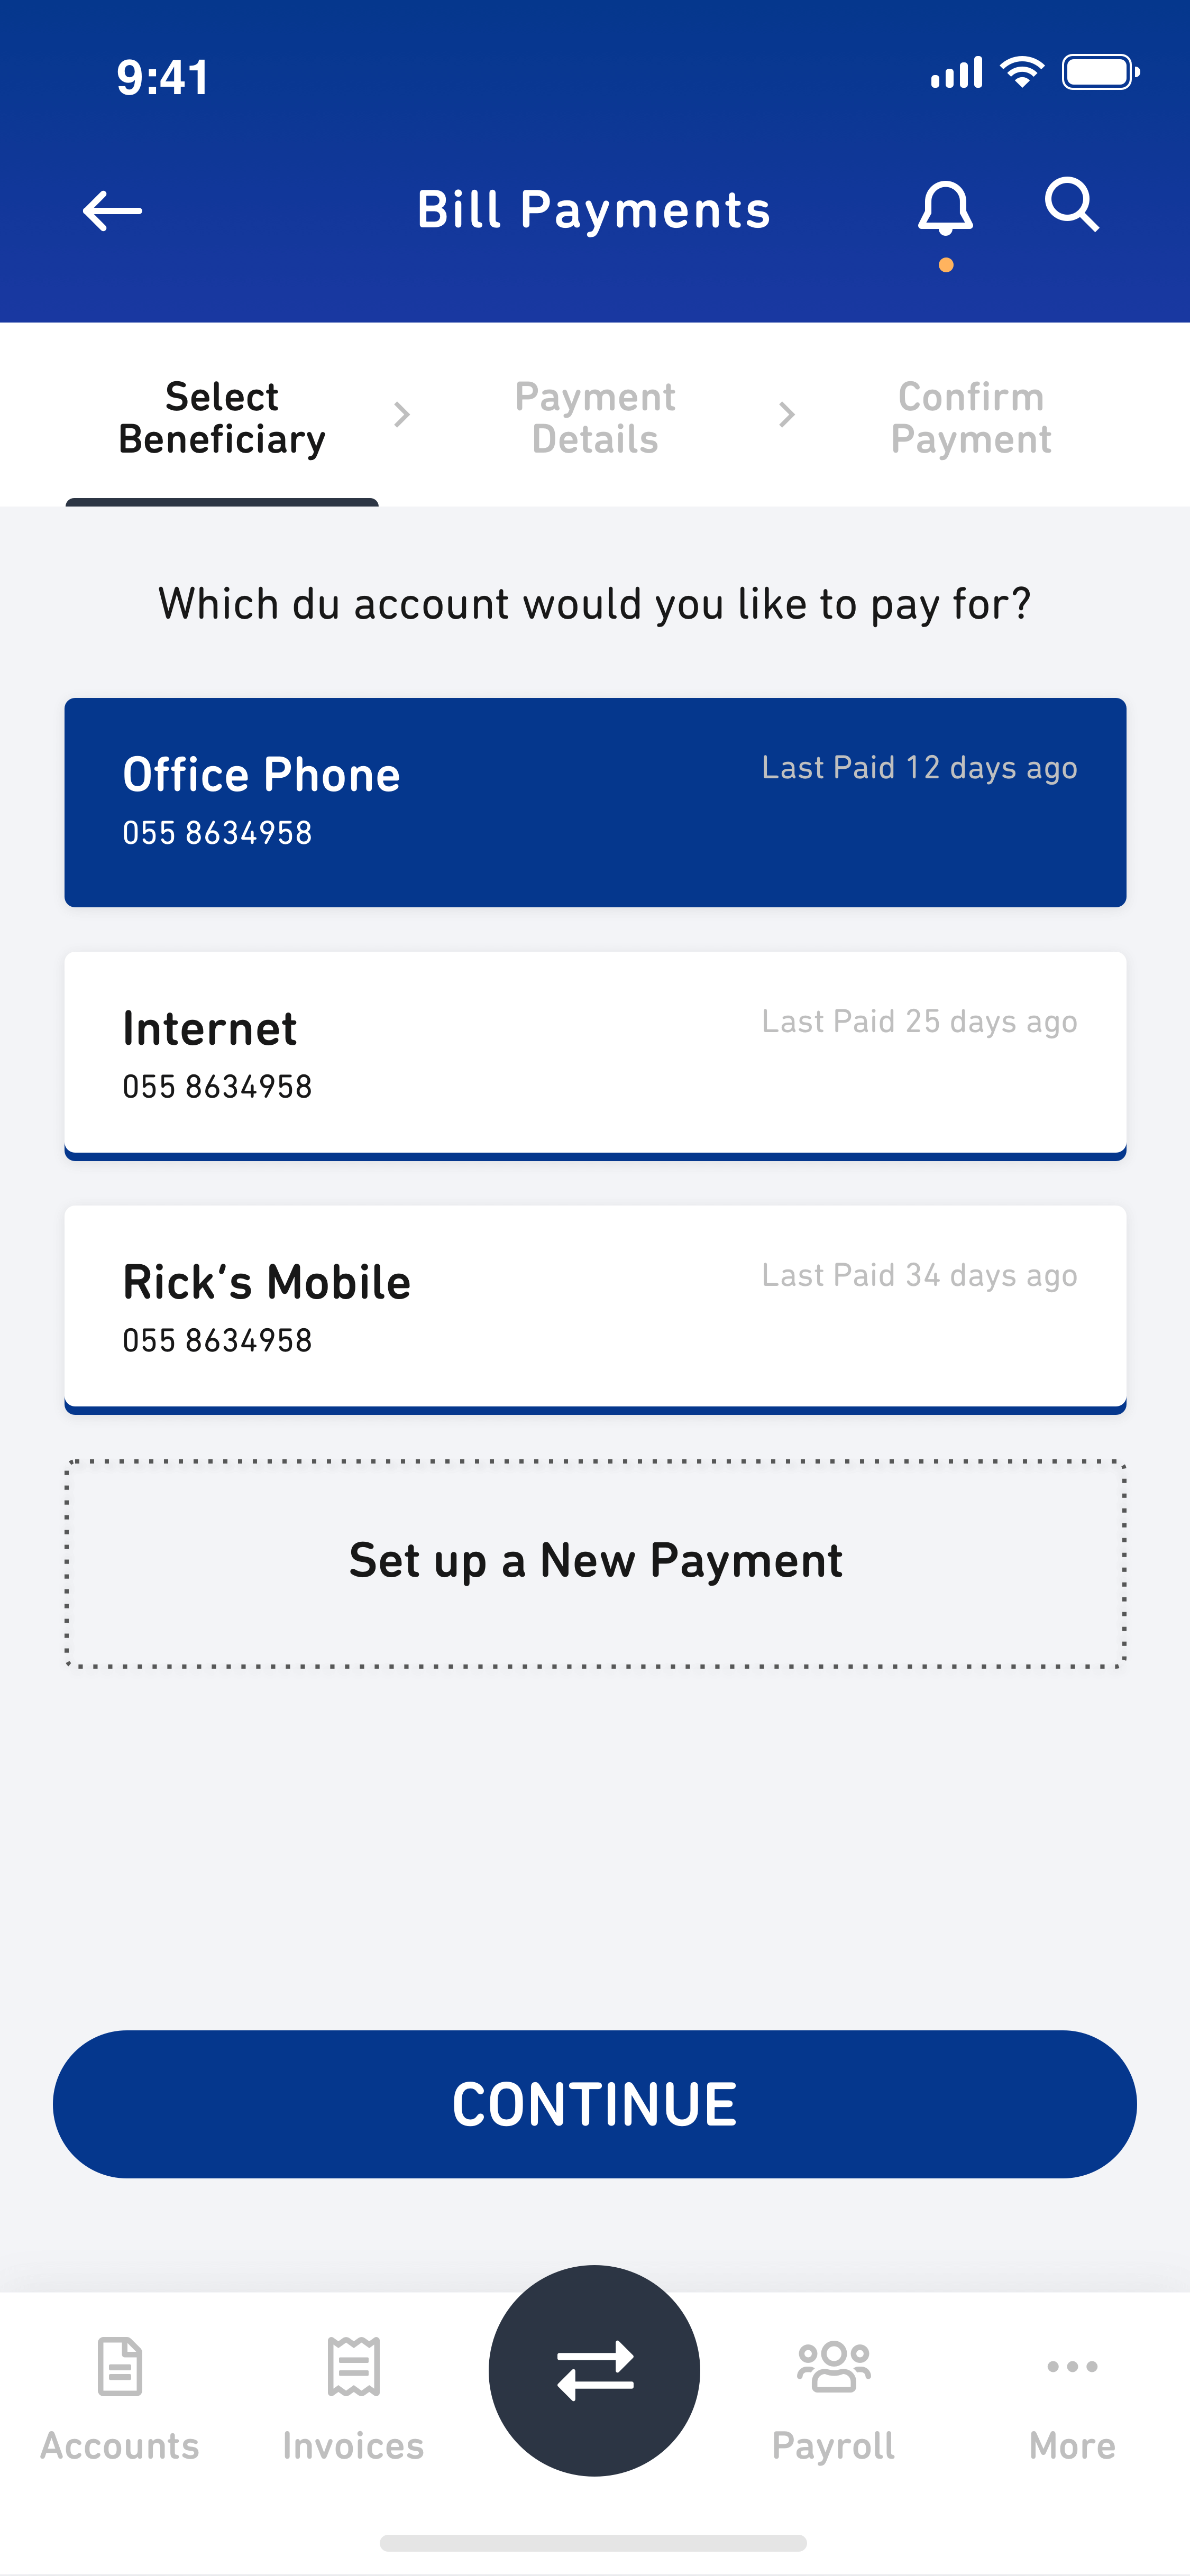 9:41
Bill Payments
Select
Beneficiary
Payment
Details
Confirm
Payment
Which du account would you like to pay for?
Office Phone
Last Paid 12 days ago
055 8634958
Internet
Last Paid 25 days ago
055 8634958
Rick‘s Mobile
Last Paid 34 days ago
055 8634958
Set up a New Payment
CONTINUE
Accounts
Invoices
Payroll
More